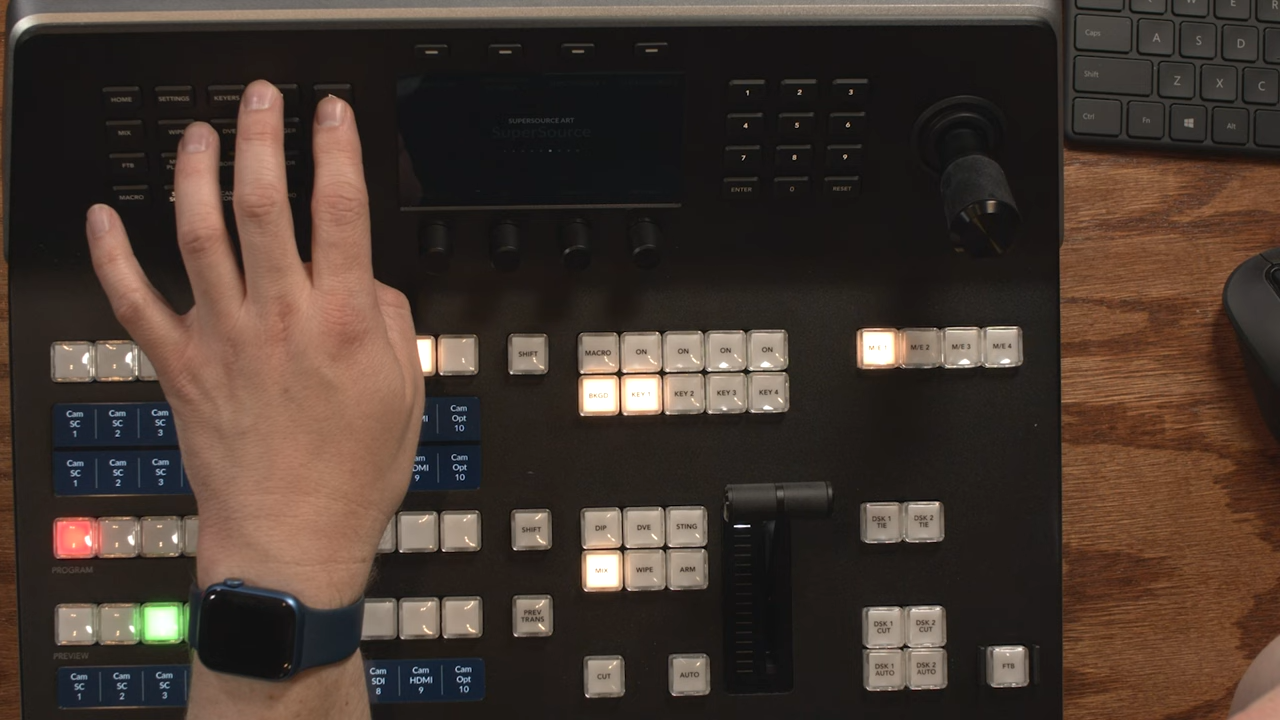 HOME SETTINGS KEYERS
MIX WIPE DVE
FTB
MACRO
SUPERSOURCE ART
SuperSource
1 2 3
4 5 6
7 8 9
ENTER 0 RESET
Caps A S D
Shift Z X C
Ctrl Fn Alt
SHIFT
MACRO ON ON ON ON
BKGD KEY 1 KEY 2 KEY 3 KEY 4
M/E 1 M/E 2 M/E 3 M/E 4
Cam SC 1 Cam SC 2 Cam SC 3 Cam Opt 10
Cam SC 1 Cam SC 2 Cam SC 3 9 Cam Opt 10
SHIFT
PROGRAM
DIP DVE STING
MIX WIPE ARM
DSK 1 TIE DSK 2 TIE
PREV TRANS
PREVIEW
DSK 1 CUT DSK 2 CUT
DSK 1 AUTO DSK 2 AUTO
CUT AUTO
FTB
Cam SC 1 Cam SC 2 Cam SC 3 SDI 8 Cam HDMI 9 Cam Opt 10